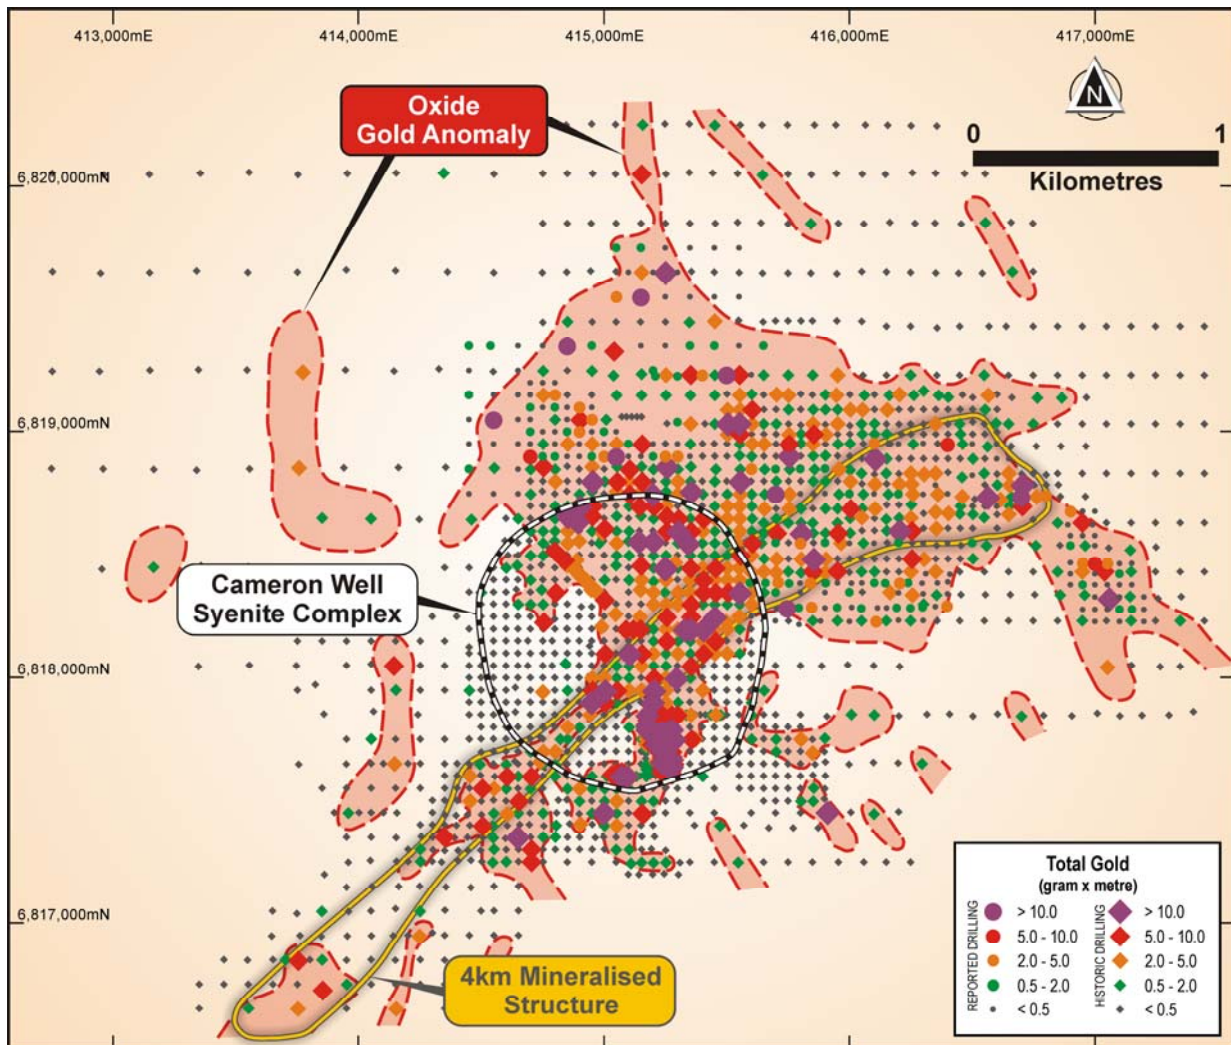 413,000mE
414,000mE
415,000mE
416,000mE
417,000mE
Oxide
Gold Anomaly
N
0
1
Kilometres
6,820,000mN
6,819,000mN
Cameron Well
Syenite Complex
6,818,000mN
6,817,000mN
4km Mineralised
Structure
Total Gold
(gram x metre)
REPORTED DRILLING
> 10.0
5.0 - 10.0
2.0 - 5.0
0.5 - 2.0
< 0.5
HISTORIC DRILLING
> 10.0
5.0 - 10.0
2.0 - 5.0
0.5 - 2.0
< 0.5